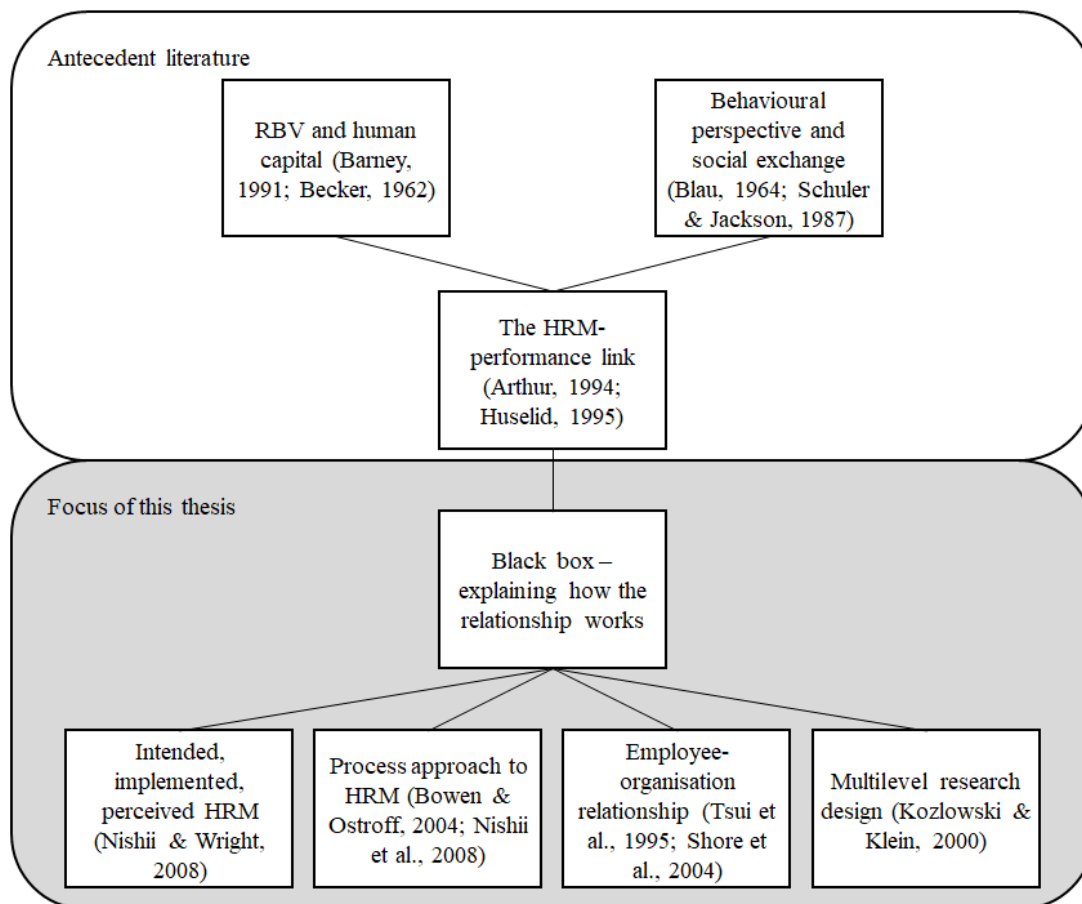 Antecedent literature
RBV and human
capital (Barney,
1991; Becker, 1962)
Behavioural
perspective and
social exchange
(Blau, 1964; Schuler
& Jackson, 1987)
The HRM-
performance link
(Arthur, 1994;
Huselid, 1995)
Focus of this thesis
Black box –
explaining how the
relationship works
Intended,
implemented,
perceived HRM
(Nishii & Wright,
2008)
Process approach to
HRM (Bowen &
Ostroff, 2004; Nishii
et al., 2008)
Employee-
organisation
relationship (Tsui et
al., 1995; Shore et
al., 2004)
Multilevel research
design (Kozlowski &
Klein, 2000)